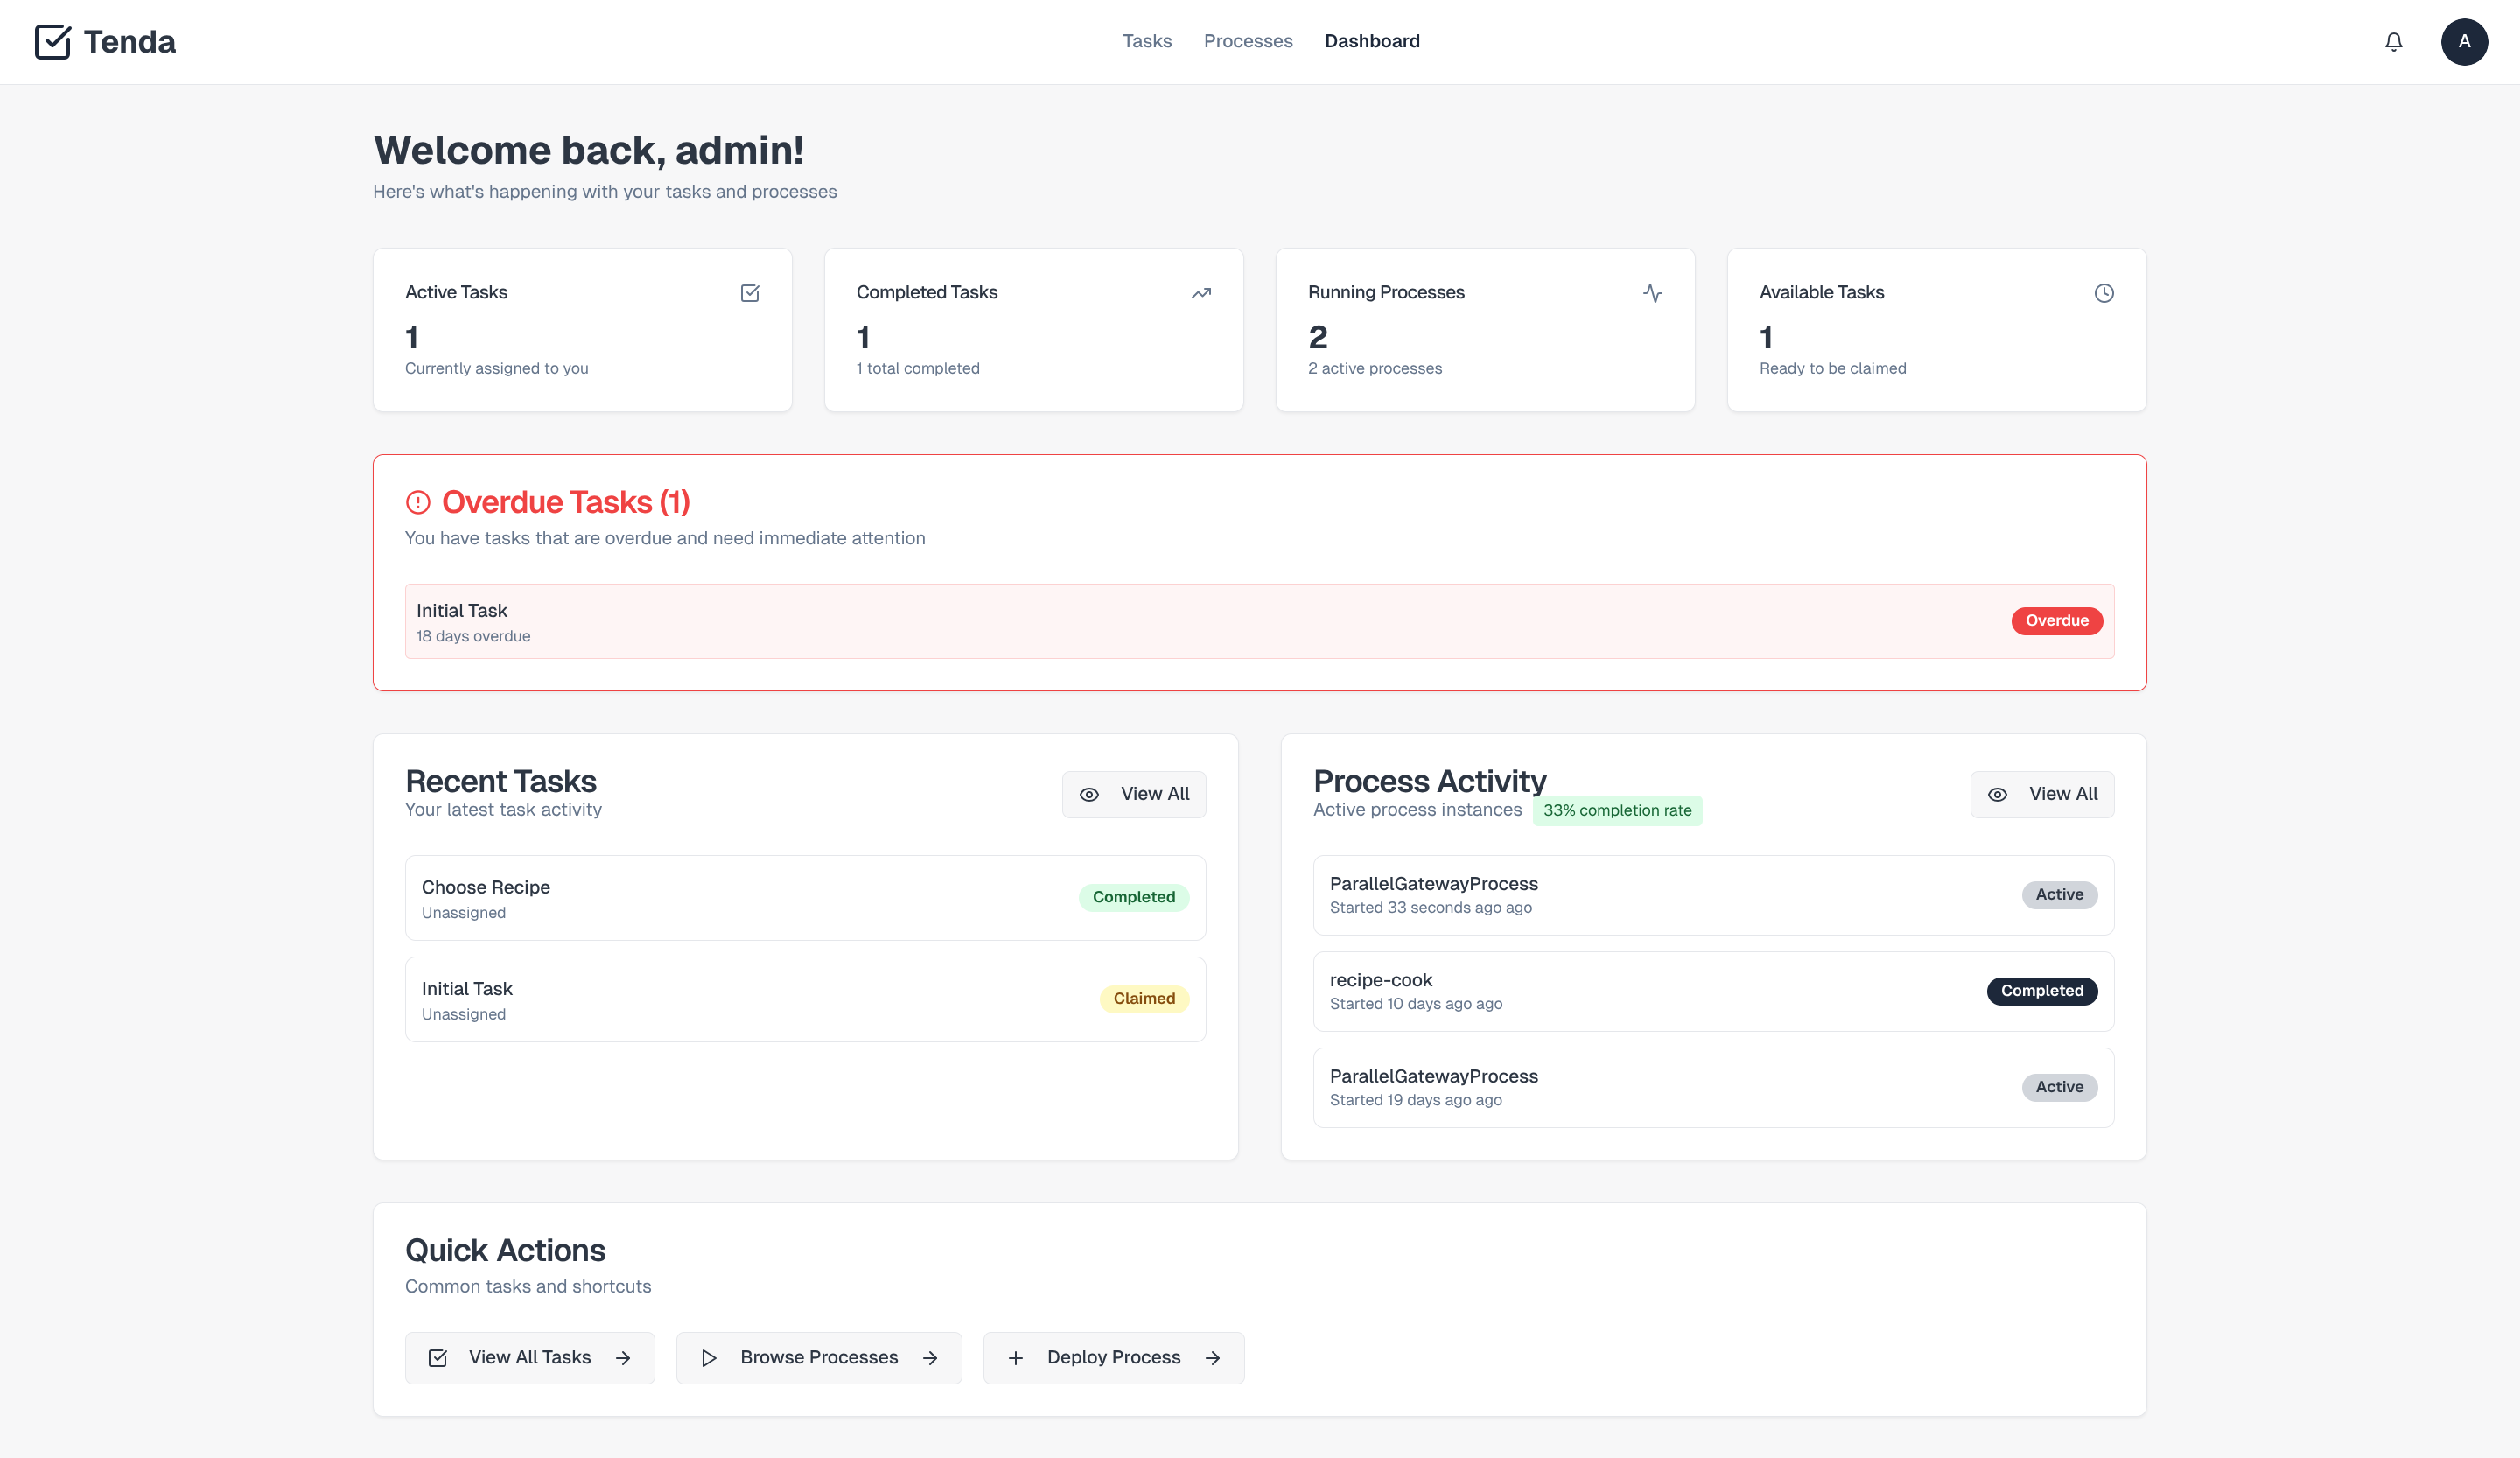 Tenda
Tasks Processes Dashboard
A
Welcome back, admin!
Here's what's happening with your tasks and processes
Active Tasks
1
Currently assigned to you
Completed Tasks
1
1 total completed
Running Processes
2
2 active processes
Available Tasks
1
Ready to be claimed
Overdue Tasks (1)
You have tasks that are overdue and need immediate attention
Initial Task
18 days overdue
Overdue
Recent Tasks
Your latest task activity
View All
Choose Recipe
Unassigned
Completed
Initial Task
Unassigned
Claimed
Process Activity
Active process instances 33% completion rate
View All
ParallelGatewayProcess
Started 33 seconds ago ago
Active
recipe-cook
Started 10 days ago ago
Completed
ParallelGatewayProcess
Started 19 days ago ago
Active
Quick Actions
Common tasks and shortcuts
View All Tasks
Browse Processes
Deploy Process